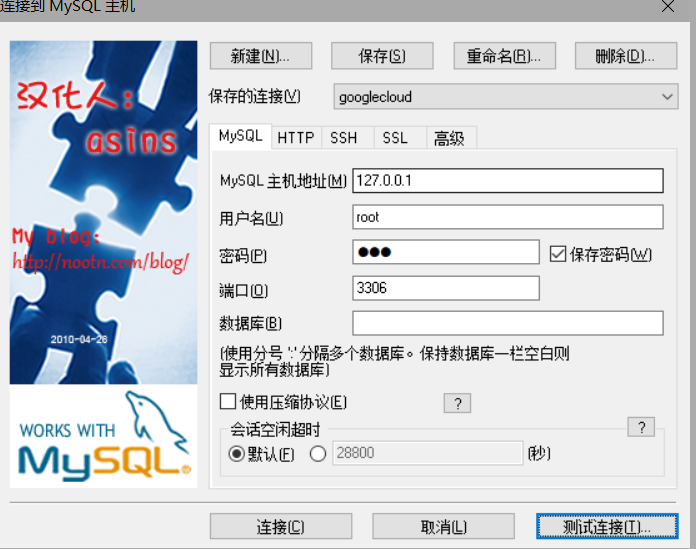 连接到 MySQL 主机
新建(N)... 保存(S) 重命名(R)... 删除(D)...
保存的连接(V) googlecloud
MySQL HTTP SSH SSL 高级
MySQL 主机地址(M) 127.0.0.1
用户名(U) root
密码(P) ●●● 保存密码(W)
端口(O) 3306
数据库(B)
(使用分号 ';' 分隔多个数据库。保持数据库一栏空白则
显示所有数据库)
使用压缩协议(E) ?
会话空闲超时 ?
默认(F) 28800 (秒)
连接(C) 取消(L) 测试连接(T)...
汉化人：
asins
My blog:
http://nootn.com/blog/
2010-04-26
WORKS WITH
MySQL®